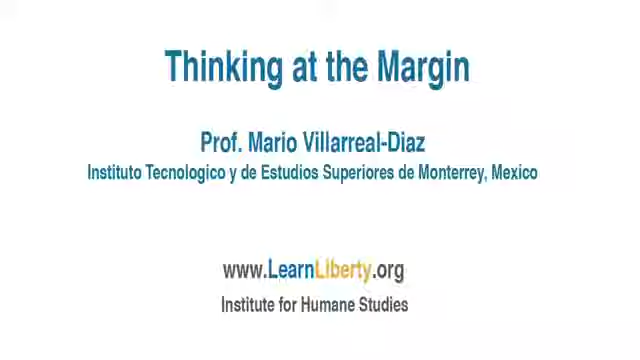 Thinking at the Margin
Prof. Mario Villarreal-Diaz
Instituto Tecnologico y de Estudios Superiores de Monterrey, Mexico
www.LearnLiberty.org
Institute for Humane Studies